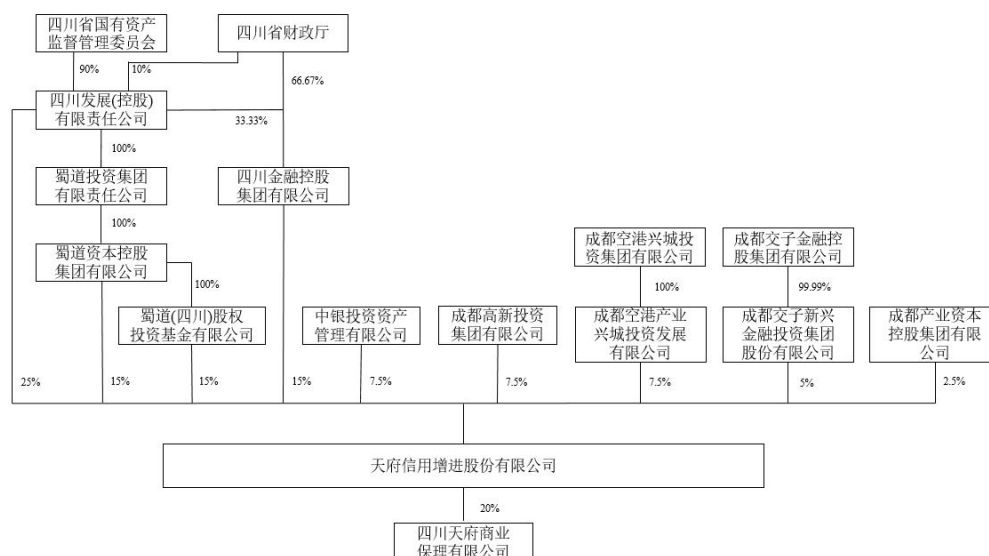 四川省国有资产
监督管理委员会
四川省财政厅
90%
10%
66.67%
四川发展(控股)
有限责任公司
33.33%
100%
蜀道投资集团
有限责任公司
四川金融控股
集团有限公司
100%
蜀道资本控股
集团有限公司
成都空港兴城投
资集团有限公司
成都交子金融控
股集团有限公司
100%
100%
99.99%
蜀道(四川)股权
投资基金有限公司
中银投资资产
管理有限公司
成都高新投资
集团有限公司
成都空港产业
兴城投资发展
有限公司
成都交子新兴
金融投资集团
股份有限公司
成都产业资本
控股集团有限
公司
25%
15%
15%
15%
7.5%
7.5%
7.5%
5%
2.5%
天府信用增进股份有限公司
20%
四川天府商业
保理有限公司